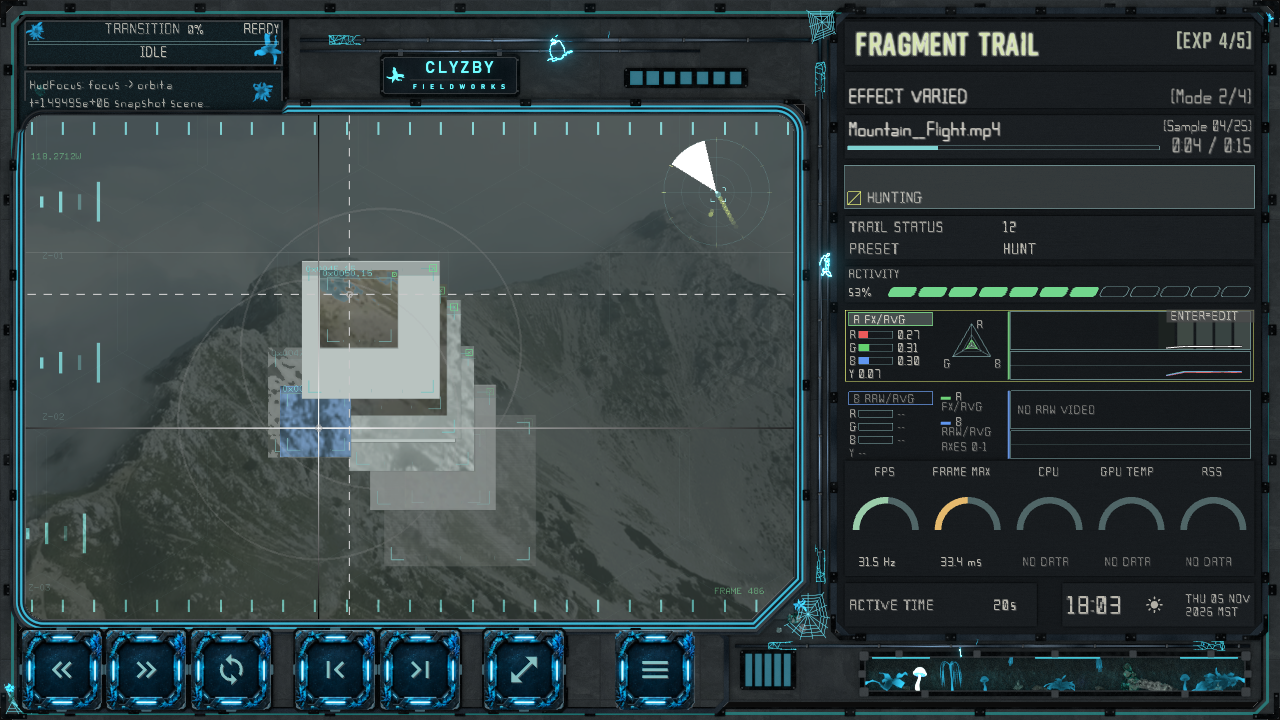 TRANSITION 0% READY
IDLE
HudFocus focus -> orbita
t=149495e+06 snapshot scene
CLYZBY
FIELDWORKS
118.2712W
Z-01
Z-02
Z-03
FRAME 486
FRAGMENT TRAIL [EXP 4/5]
EFFECT VARIED [Mode 2/4]
Mountain__Flight.mp4 [Sample 04/25]
0:04 / 0:15
HUNTING
TRAIL STATUS 12
PRESET HUNT
ACTIVITY
53%
A FX/AVG ENTER=EDIT
R 0.27
G 0.31
B 0.30
Y 0.07
R
G B
B RAW/AVG
R --
G --
B --
Y --
A
FX/AVG
B
RAW/AVG
AXES 0-1
NO RAW VIDEO
FPS FRAME MAX CPU GPU TEMP RSS
31.5 Hz 33.4 ms NO DATA NO DATA NO DATA
ACTIVE TIME 20s
18:03
THU 05 NOV
2026 MST